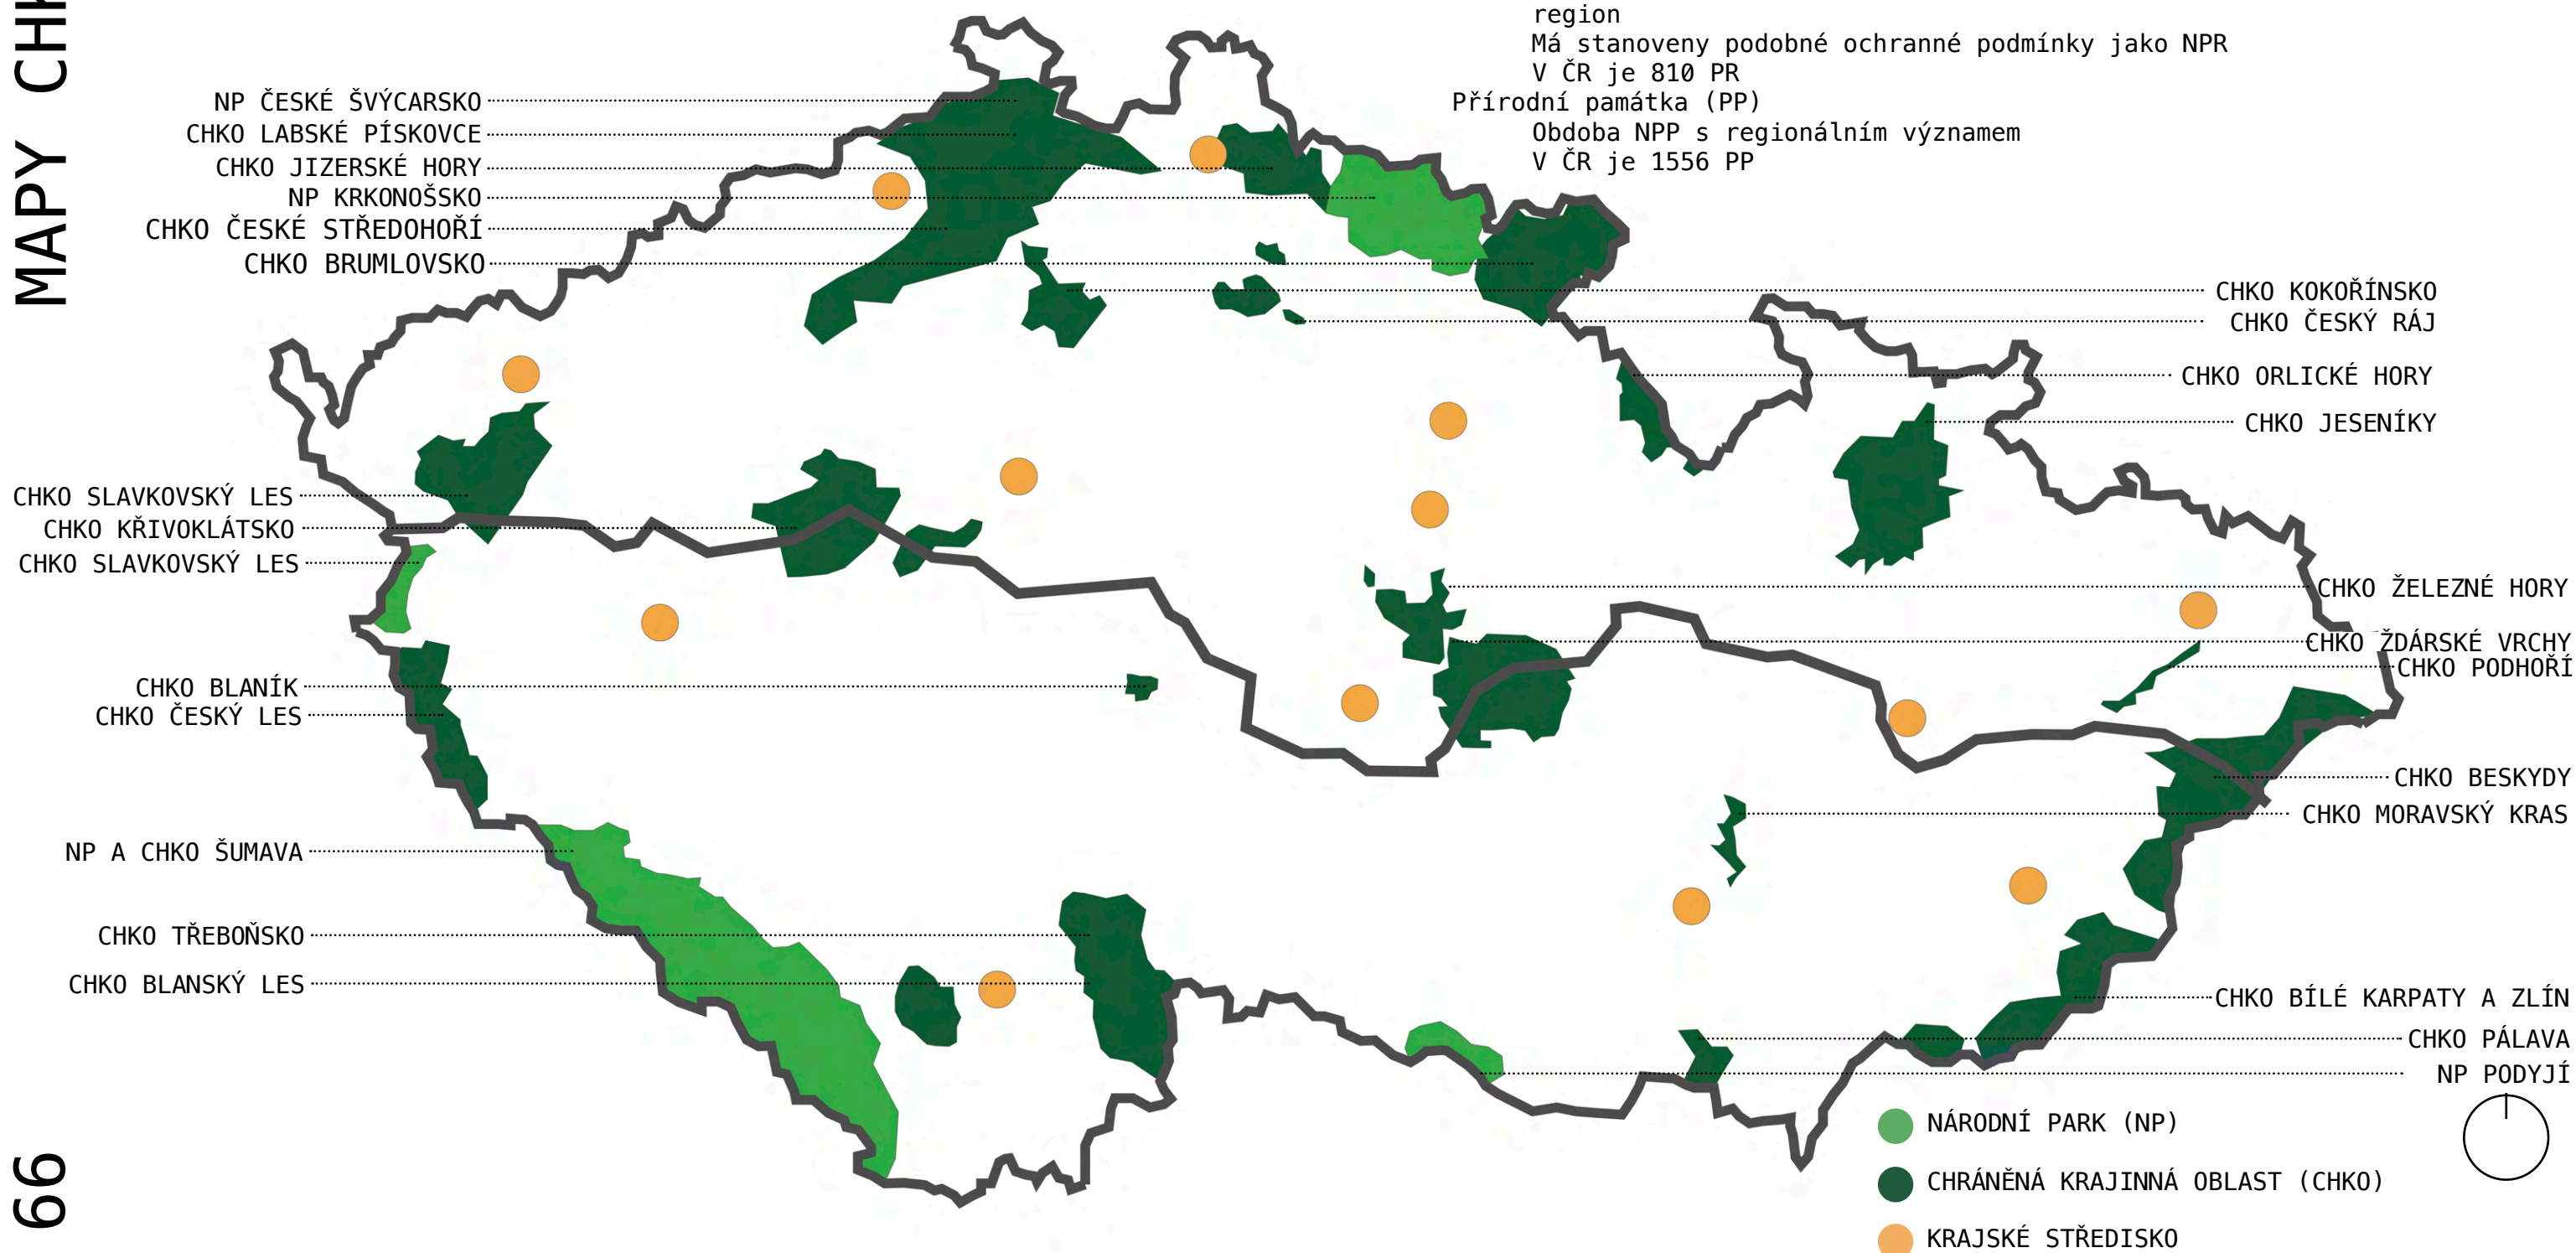 MAPY CHK
region
Má stanoveny podobné ochranné podmínky jako NPR
V ČR je 810 PR
Přírodní památka (PP)
Obdoba NPP s regionálním významem
V ČR je 1556 PP
NP ČESKÉ ŠVÝCARSKO
CHKO LABSKÉ PÍSKOVCE
CHKO JIZERSKÉ HORY
NP KRKONOŠSKO
CHKO ČESKÉ STŘEDOHOŘÍ
CHKO BRUMLOVSKO
CHKO KOKOŘÍNSKO
CHKO ČESKÝ RÁJ
CHKO ORLICKÉ HORY
CHKO JESENÍKY
CHKO SLAVKOVSKÝ LES
CHKO KŘIVOKLÁTSKO
CHKO SLAVKOVSKÝ LES
CHKO ŽELEZNÉ HORY
CHKO ŽDÁRSKÉ VRCHY
CHKO PODHOŘÍ
CHKO BLANÍK
CHKO ČESKÝ LES
CHKO BESKYDY
CHKO MORAVSKÝ KRAS
NP A CHKO ŠUMAVA
CHKO TŘEBOŇSKO
CHKO BLANSKÝ LES
CHKO BÍLÉ KARPATY A ZLÍN
CHKO PÁLAVA
NP PODYJÍ
NÁRODNÍ PARK (NP)
CHRÁNĚNÁ KRAJINNÁ OBLAST (CHKO)
KRAJSKÉ STŘEDISKO
66